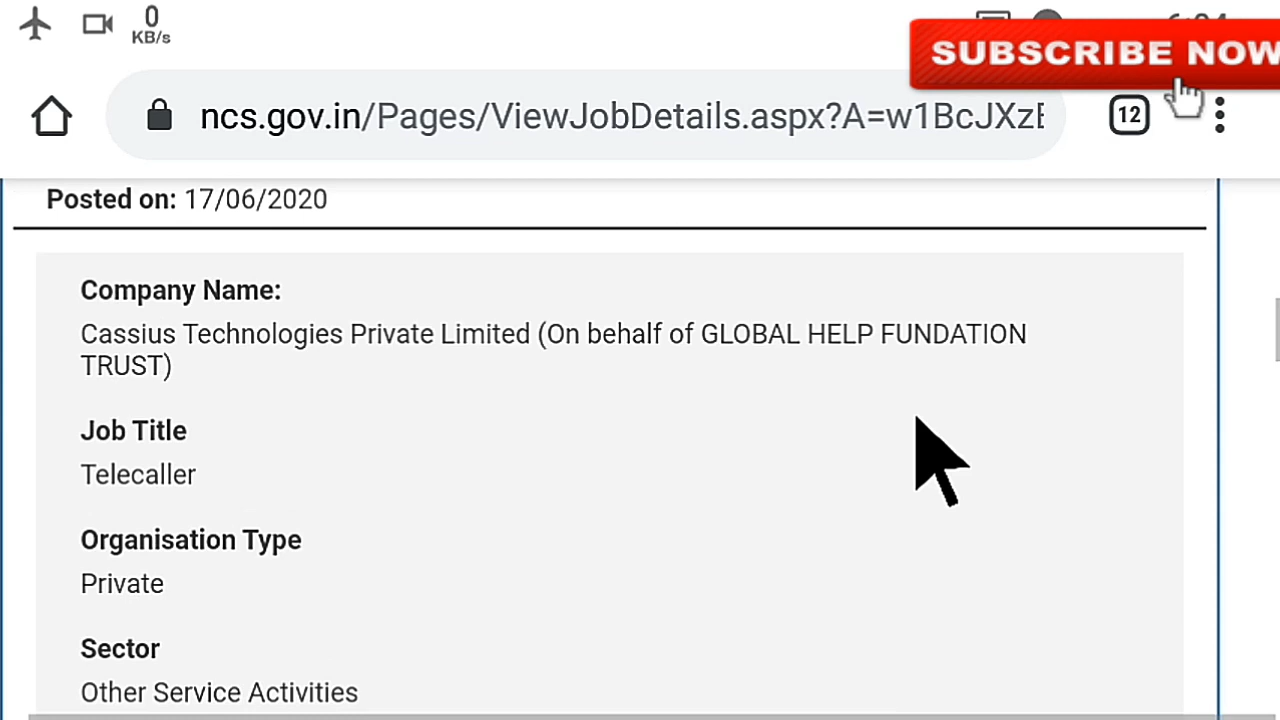 0
KB/s
SUBSCRIBE NOW
ncs.gov.in/Pages/ViewJobDetails.aspx?A=w1BcJXzE
12
Posted on: 17/06/2020
Company Name:
Cassius Technologies Private Limited (On behalf of GLOBAL HELP FUNDATION
TRUST)
Job Title
Telecaller
Organisation Type
Private
Sector
Other Service Activities